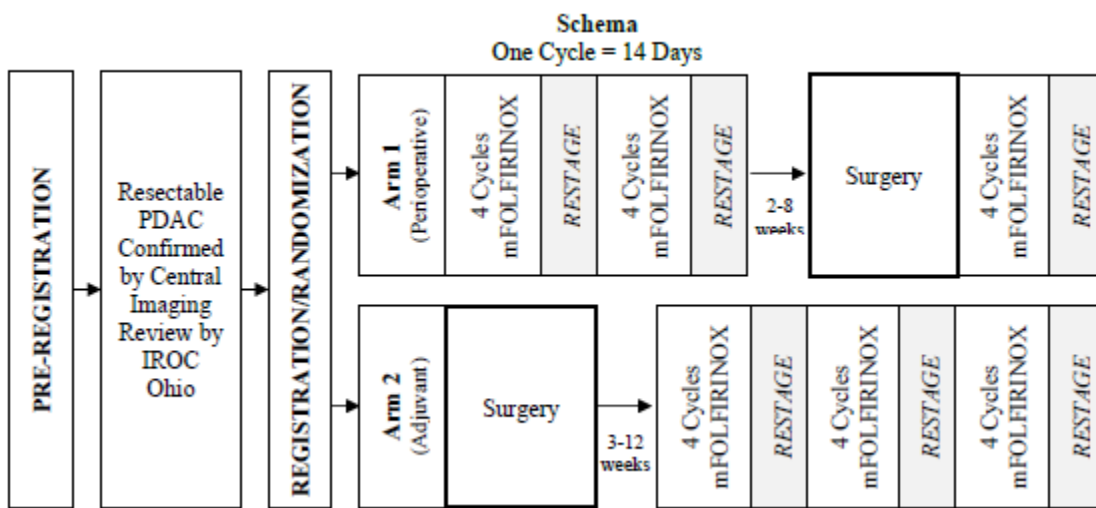 Schema
One Cycle = 14 Days
PRE-REGISTRATION
Resectable
PDAC
Confirmed
by Central
Imaging
Review by
IROC
Ohio
REGISTRATION/RANDOMIZATION
Arm 1
(Perioperative)
4 Cycles
mFOLFIRINOX
RESTAGE
4 Cycles
mFOLFIRINOX
RESTAGE
2-8
weeks
Surgery
4 Cycles
mFOLFIRINOX
RESTAGE
Arm 2
(Adjuvant)
Surgery
3-12
weeks
4 Cycles
mFOLFIRINOX
RESTAGE
4 Cycles
mFOLFIRINOX
RESTAGE
4 Cycles
mFOLFIRINOX
RESTAGE